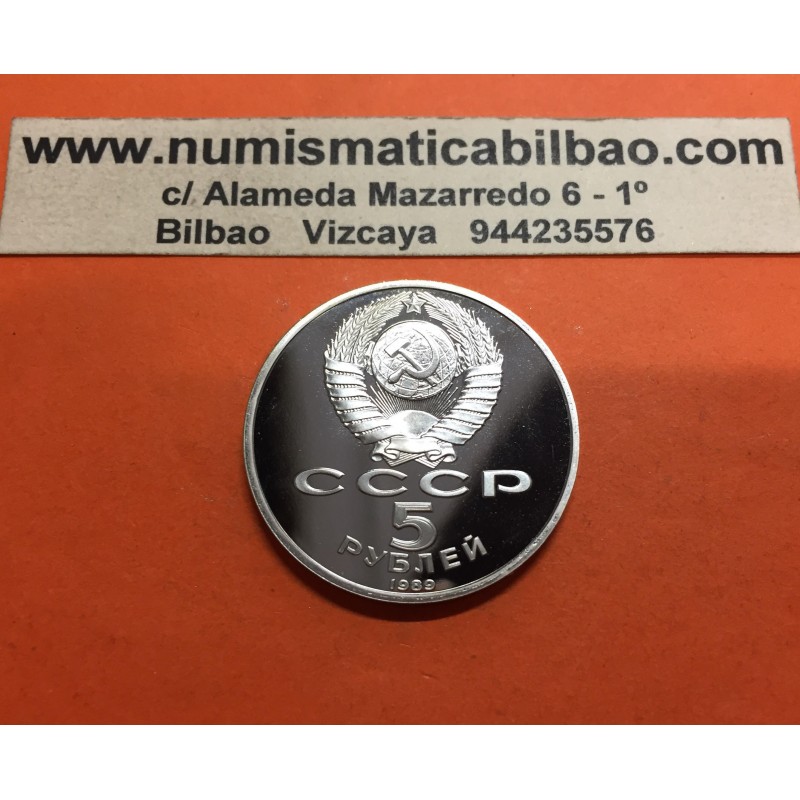 www.numismaticabilbao.com
c/ Alameda Mazarredo 6 - 1º
Bilbao Vizcaya 944235576
СССР
5
РУБЛЕЙ
1989